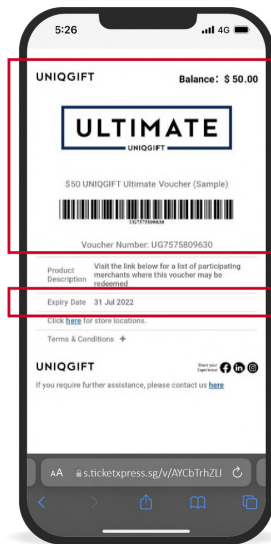 5:26 4G
UNIQGIFT Balance: $ 50.00
ULTIMATE
UNIQGIFT
$50 UNIQGIFT Ultimate Voucher (Sample)
UG7575809630
Voucher Number: UG7575809630
Product Description Visit the link below for a list of participating
merchants where this voucher may be
redeemed
Expiry Date 31 Jul 2022
Click here for store locations.
Terms & Conditions +
UNIQGIFT Share your
Experience
If you require further assistance, please contact us here
AA s.ticketxpress.sg/v/AYCbTrhZLI